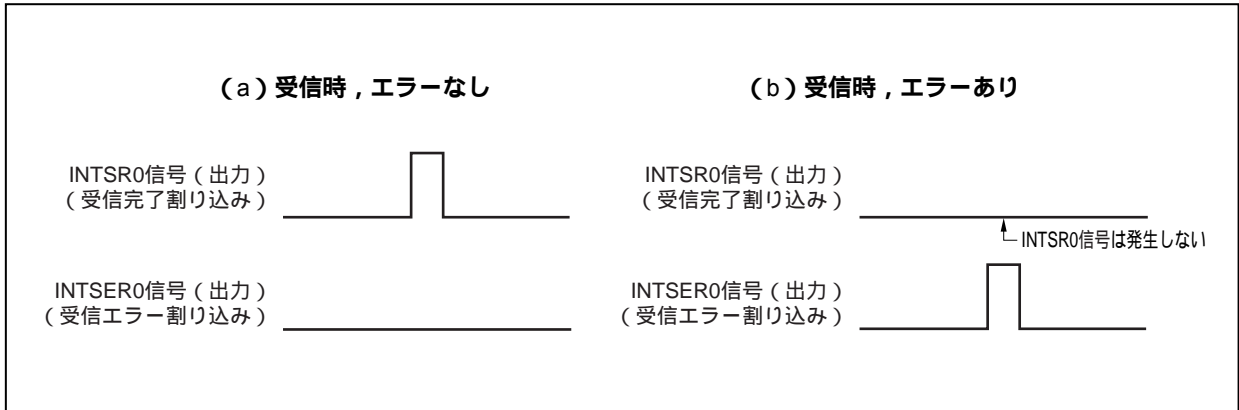 （a）受信時，エラーなし
INTSR0信号（出力）
（受信完了割り込み）
INTSER0信号（出力）
（受信エラー割り込み）
（b）受信時，エラーあり
INTSR0信号（出力）
（受信完了割り込み）
INTSR0信号は発生しない
INTSER0信号（出力）
（受信エラー割り込み）